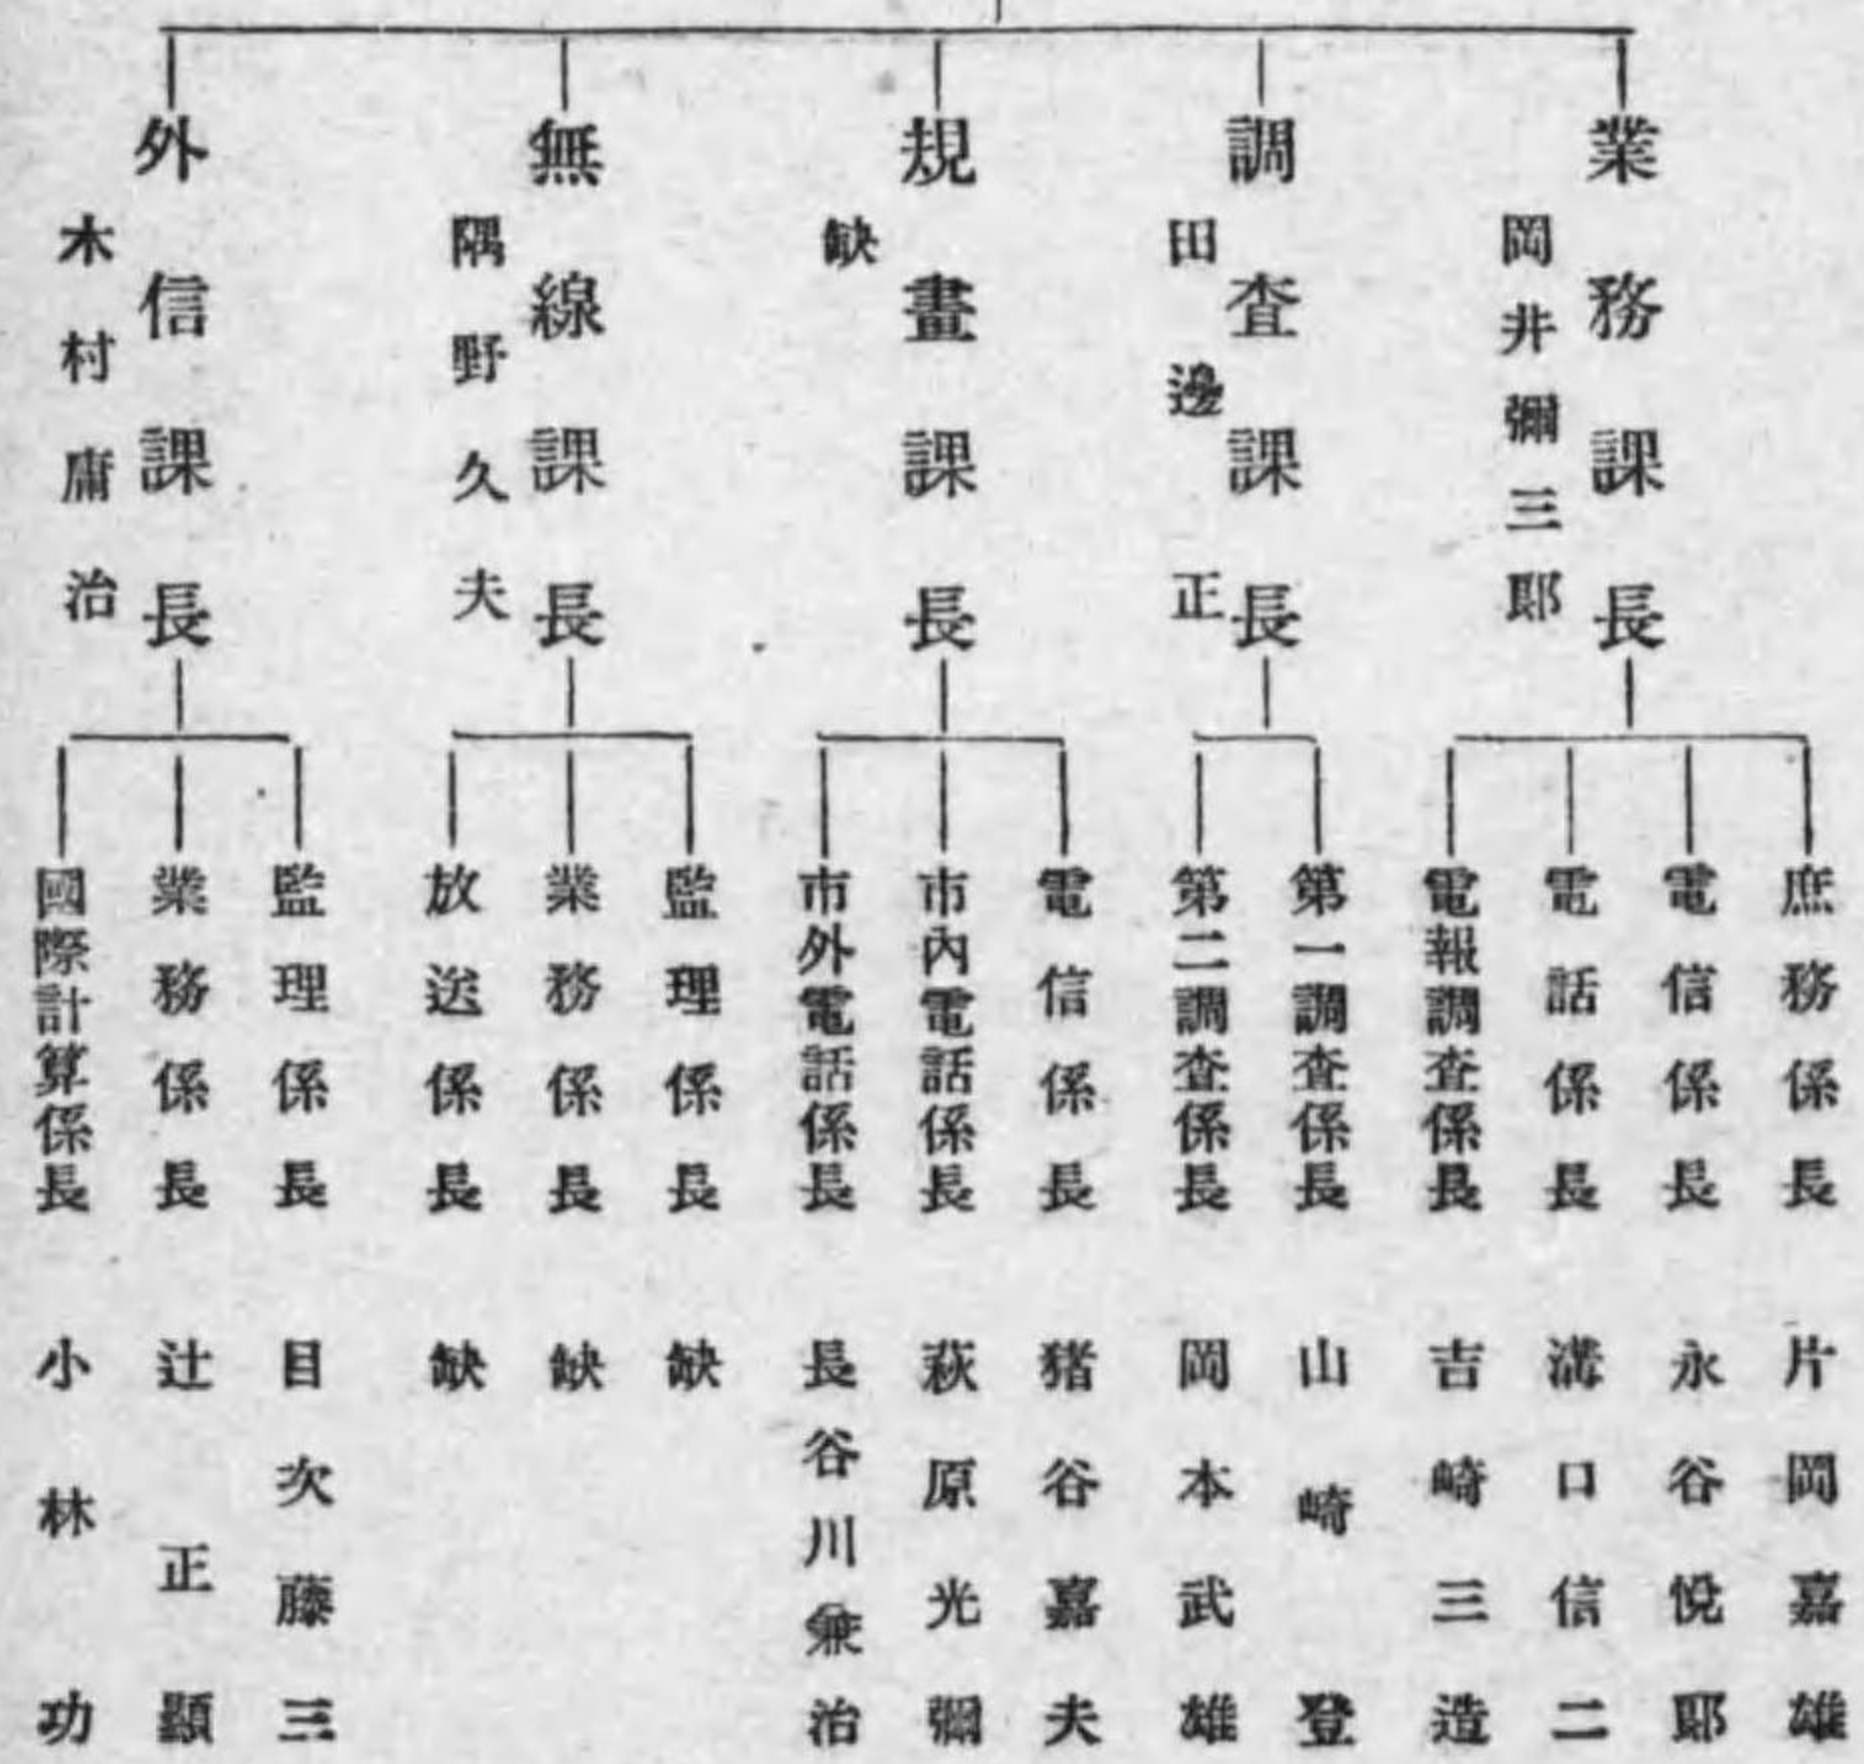 業務課長
岡井彌三郞
調査課長
田邊正
規畫課長
缺
無線課長
隅野久夫
外信課長
木村庸治
庶務係長 片岡嘉雄
電信係長 永谷悅郞
電話係長 溝口信二
電報調査係長 吉崎三造
第一調査係長 山崎登
第二調査係長 岡本武雄
電信係長 猪谷嘉夫
市內電話係長 萩原光彌
市外電話係長 長谷川兼治
監理係長 缺
業務係長 缺
放送係長 缺
監理係長 目次藤三
業務係長 辻正顯
國際計算係長 小林功